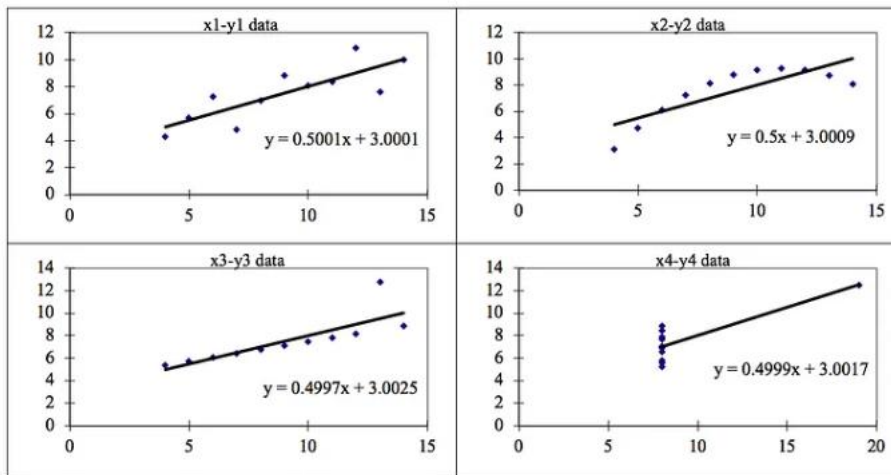 x1-y1 data
12
10
8
6
4
2
0
y = 0.5001x + 3.0001
0 5 10 15
x2-y2 data
12
10
8
6
4
2
0
y = 0.5x + 3.0009
0 5 10 15
x3-y3 data
14
12
10
8
6
4
2
0
y = 0.4997x + 3.0025
0 5 10 15
x4-y4 data
14
12
10
8
6
4
2
0
y = 0.4999x + 3.0017
0 5 10 15 20